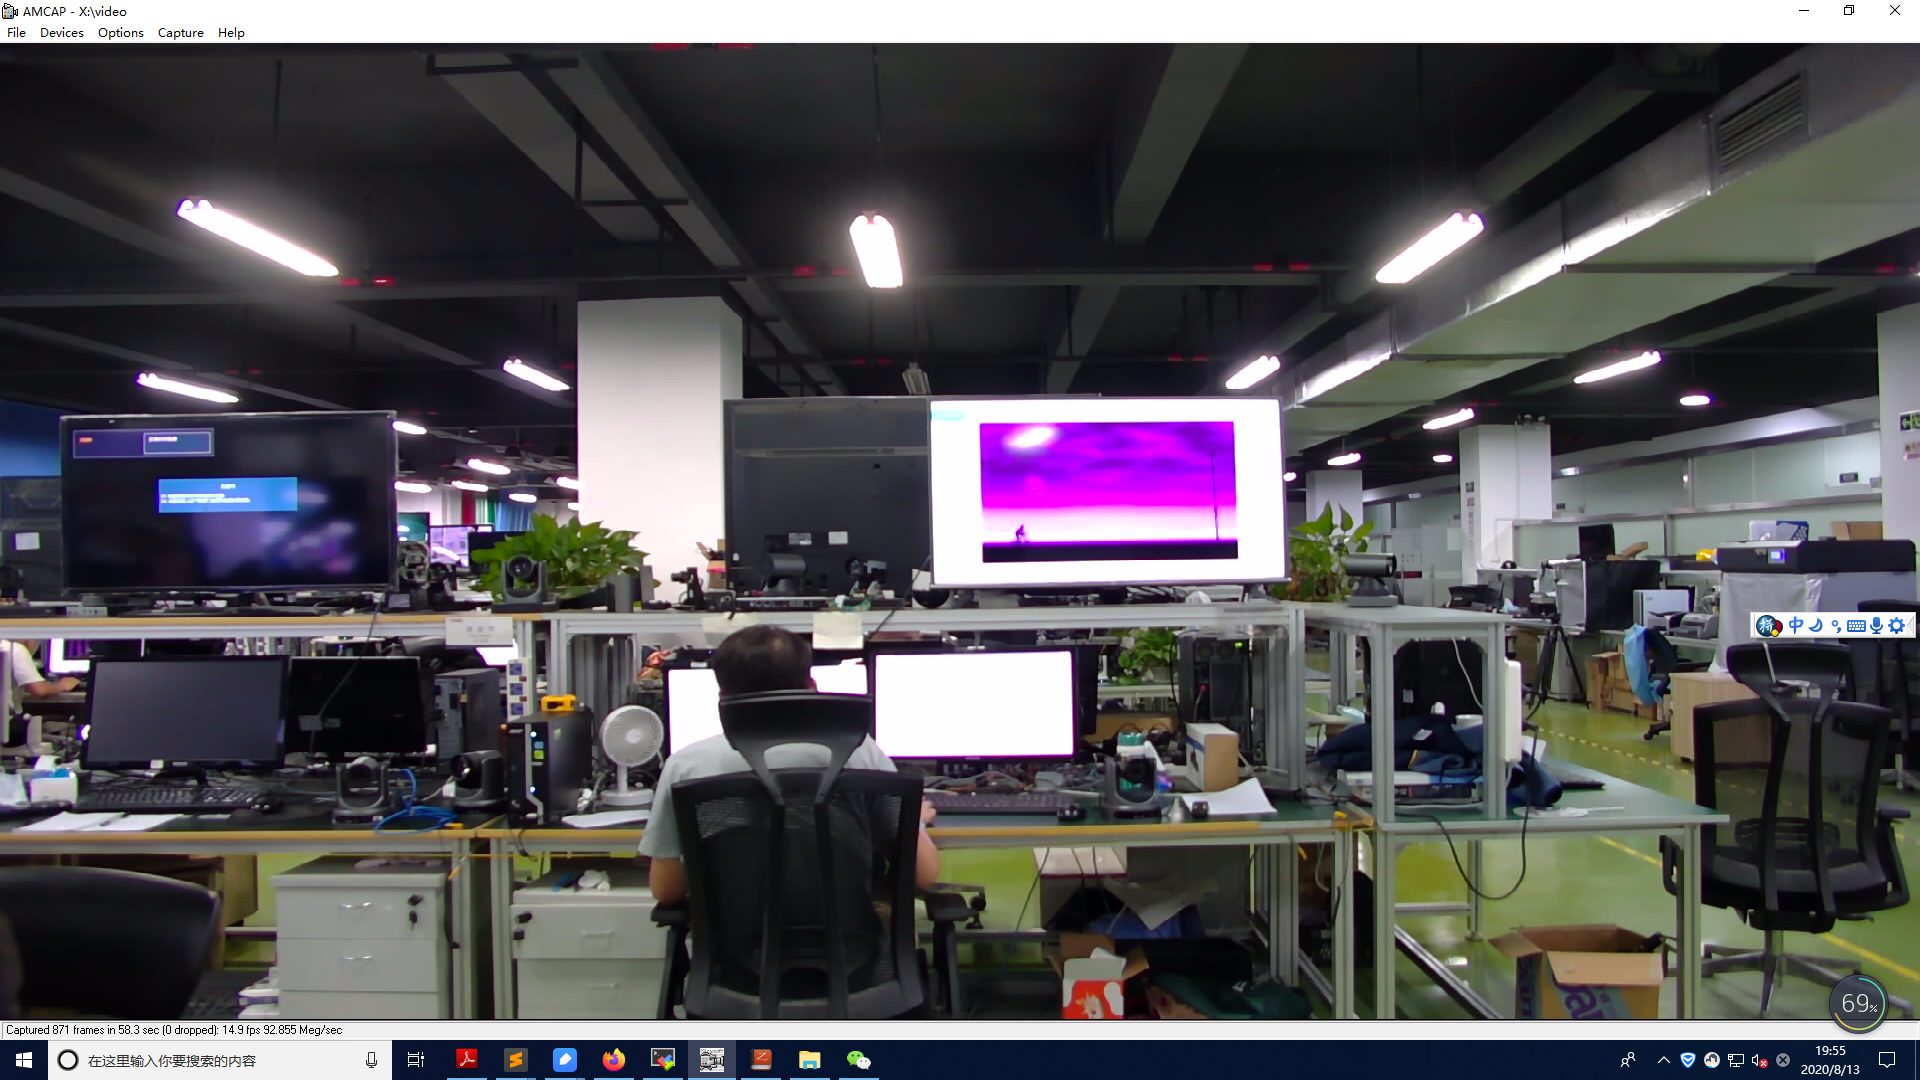 AMCAP - X:\video
File Devices Options Capture Help
拼 中
69%
Captured 871 frames in 58.3 sec (0 dropped): 14.9 fps 92.855 Meg/sec
在这里输入你要搜索的内容
19:55
2020/8/13